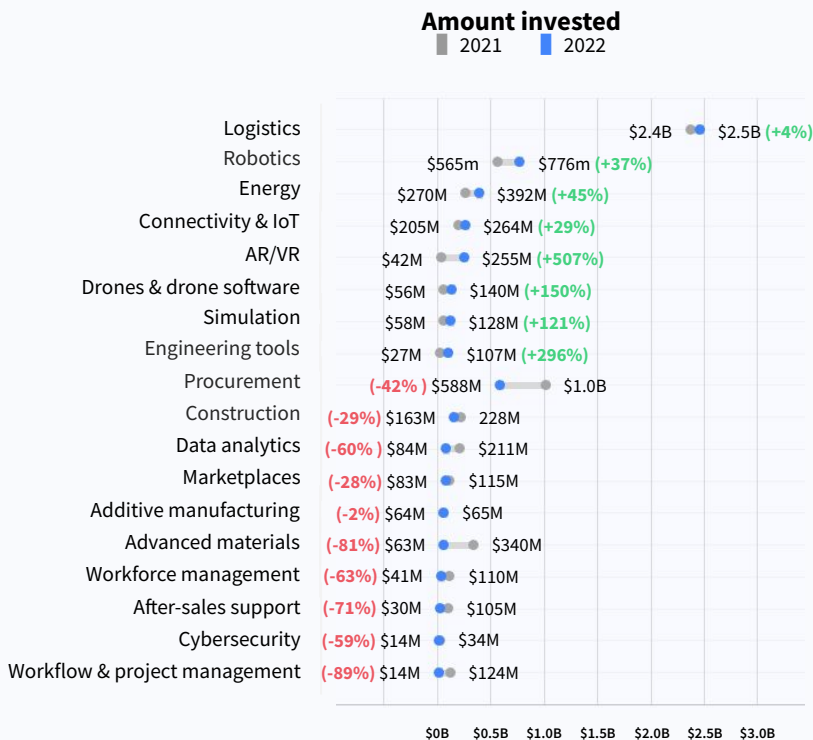 Amount invested
2021 2022
Logistics $2.4B $2.5B (+4%)
Robotics $565m $776m (+37%)
Energy $270M $392M (+45%)
Connectivity & IoT $205M $264M (+29%)
AR/VR $42M $255M (+507%)
Drones & drone software $56M $140M (+150%)
Simulation $58M $128M (+121%)
Engineering tools $27M $107M (+296%)
Procurement (-42% ) $588M $1.0B
Construction (-29%) $163M 228M
Data analytics (-60% ) $84M $211M
Marketplaces (-28%) $83M $115M
Additive manufacturing (-2%) $64M $65M
Advanced materials (-81%) $63M $340M
Workforce management (-63%) $41M $110M
After-sales support (-71%) $30M $105M
Cybersecurity (-59%) $14M $34M
Workflow & project management (-89%) $14M $124M
$0B $0.5B $1.0B $1.5B $2.0B $2.5B $3.0B